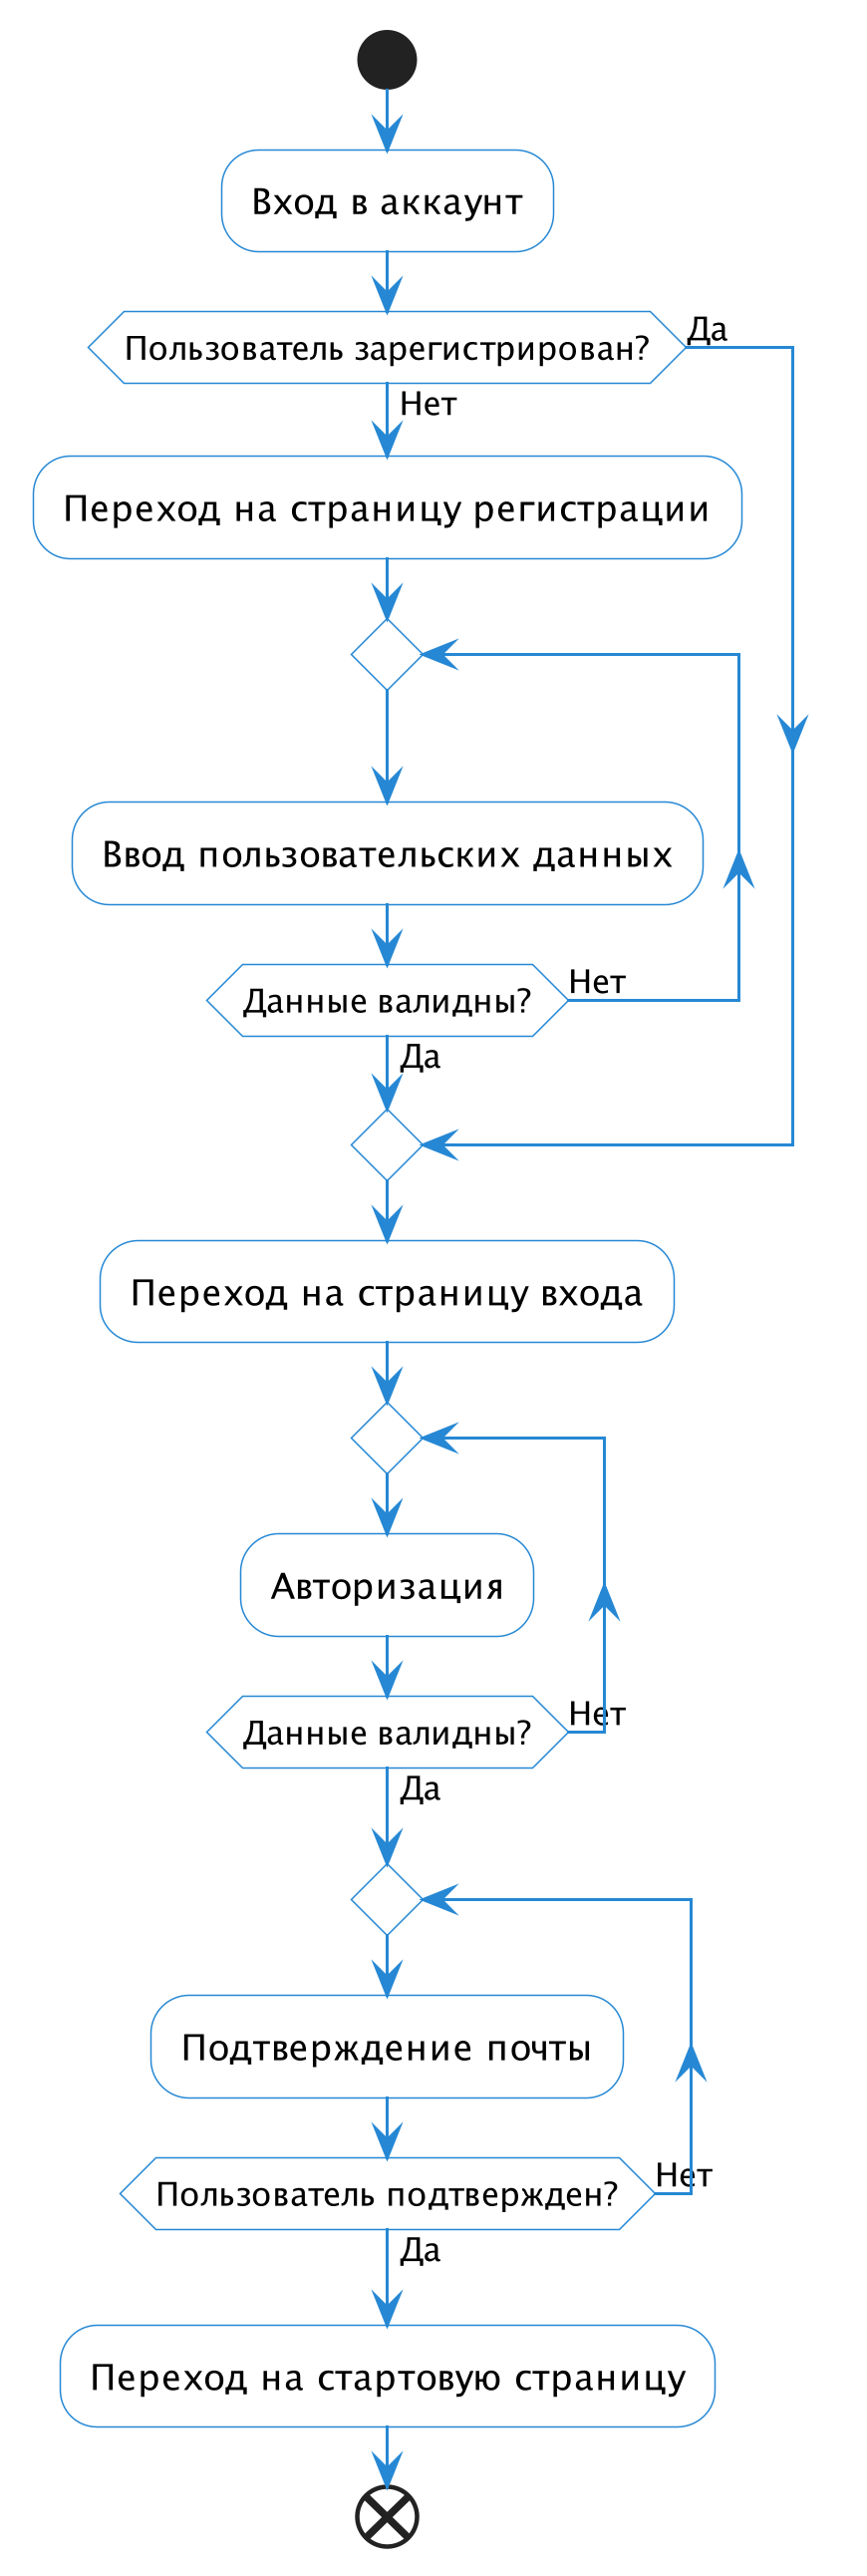 Вход в аккаунт
Пользователь зарегистрирован?
Да
Нет
Переход на страницу регистрации
Ввод пользовательских данных
Данные валидны?
Нет
Да
Переход на страницу входа
Авторизация
Данные валидны?
Нет
Да
Подтверждение почты
Пользователь подтвержден?
Нет
Да
Переход на стартовую страницу